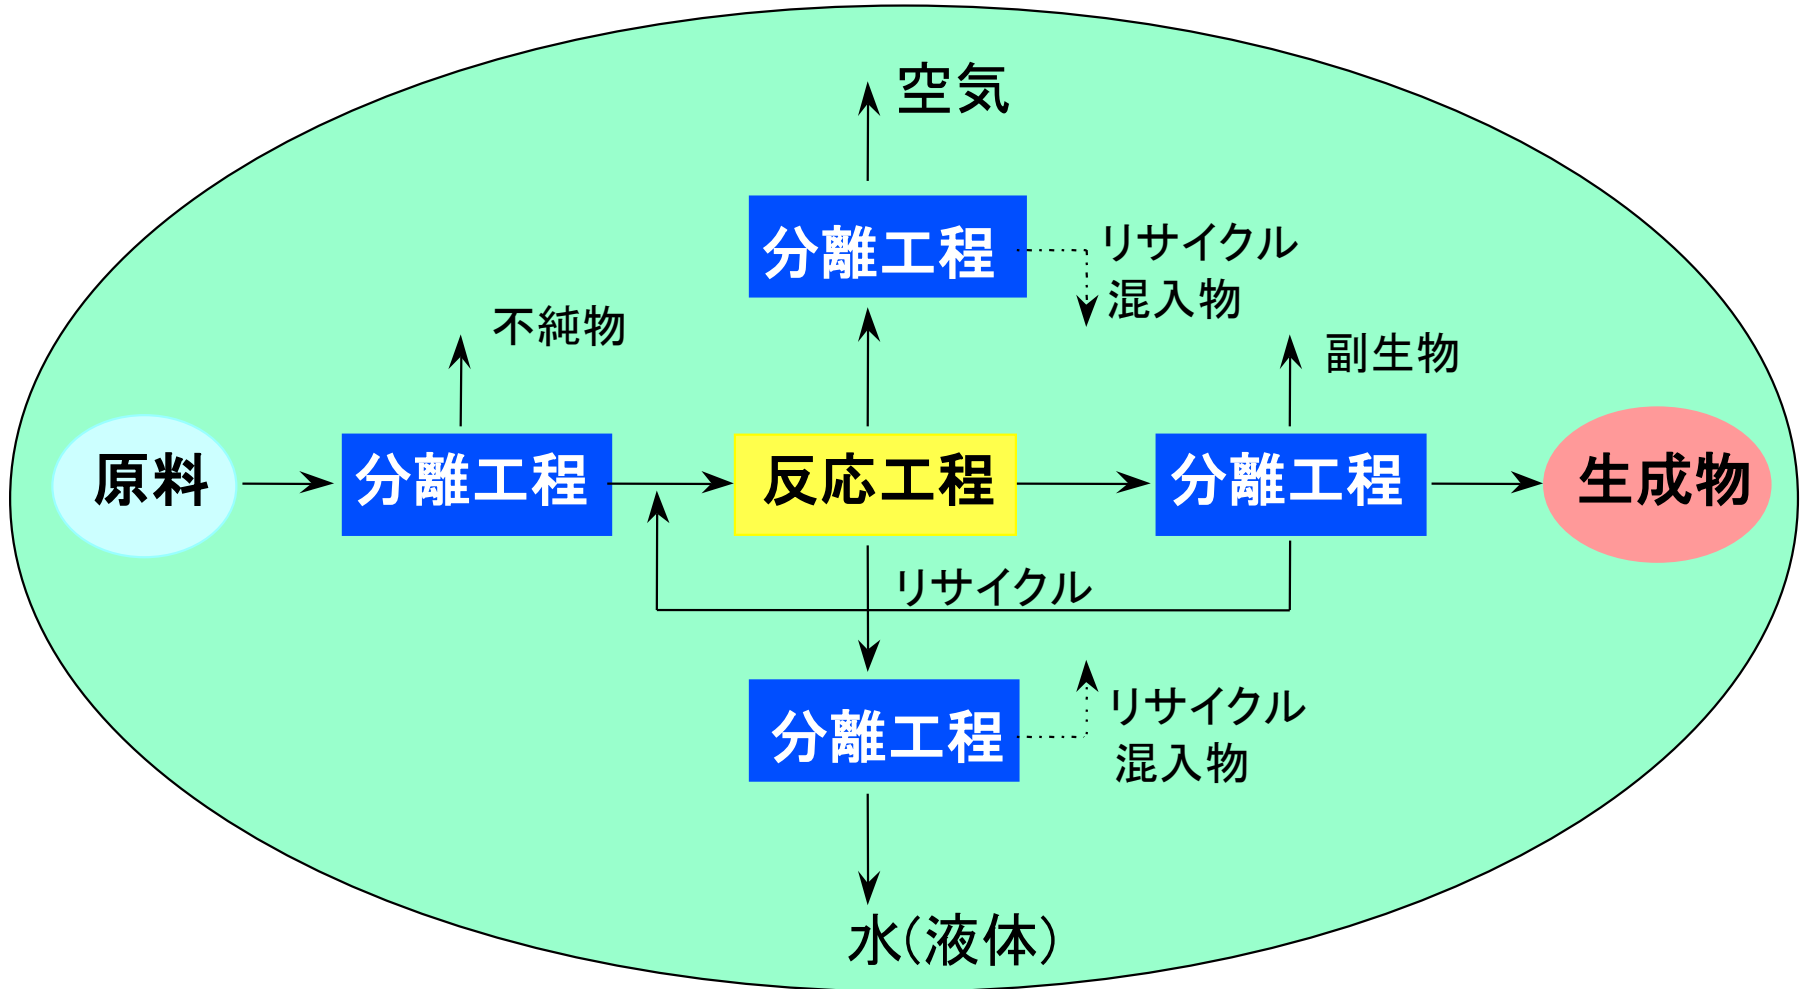 空気
分離工程
リサイクル
混入物
不純物
副生物
原料
分離工程
反応工程
分離工程
生成物
リサイクル
分離工程
リサイクル
混入物
水(液体)